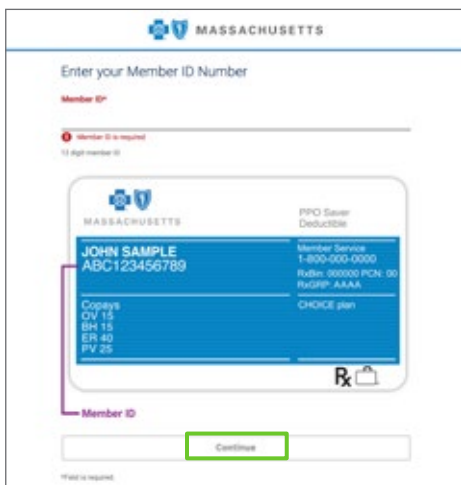 MASSACHUSETTS
Enter your Member ID Number
Member ID*
Member ID is required
13 digit member ID
MASSACHUSETTS
PPO Saver
Deductible
JOHN SAMPLE
ABC123456789
Member Service
1-800-000-0000
RxBin: 000000 PCN: 00
RxGRP: AAAA
Copays
OV 15
BH 15
ER 40
PV 25
CHOICE plan
Rx
Member ID
Continue
*Field is required.